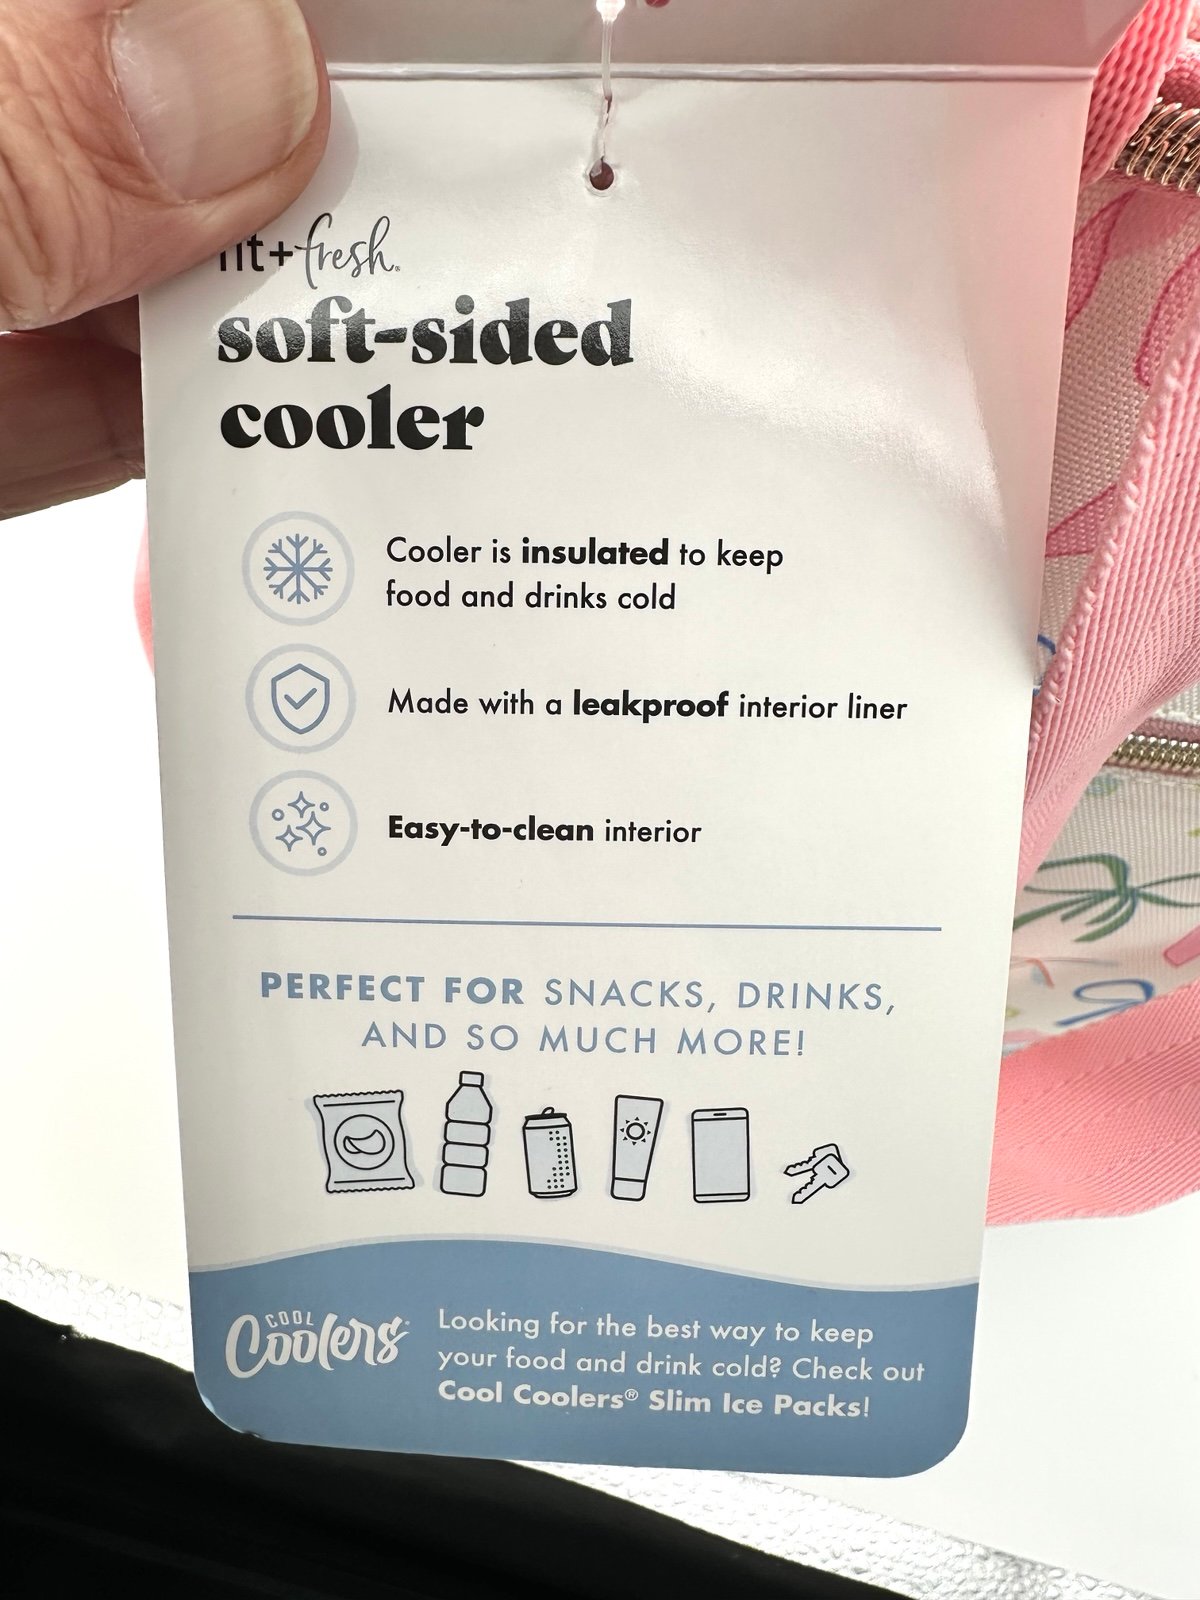 fit+fresh.
soft-sided
cooler
Cooler is insulated to keep
food and drinks cold
Made with a leakproof interior liner
Easy-to-clean interior
PERFECT FOR SNACKS, DRINKS,
AND SO MUCH MORE!
COOL
Coolers®
Looking for the best way to keep
your food and drink cold? Check out
Cool Coolers® Slim Ice Packs!